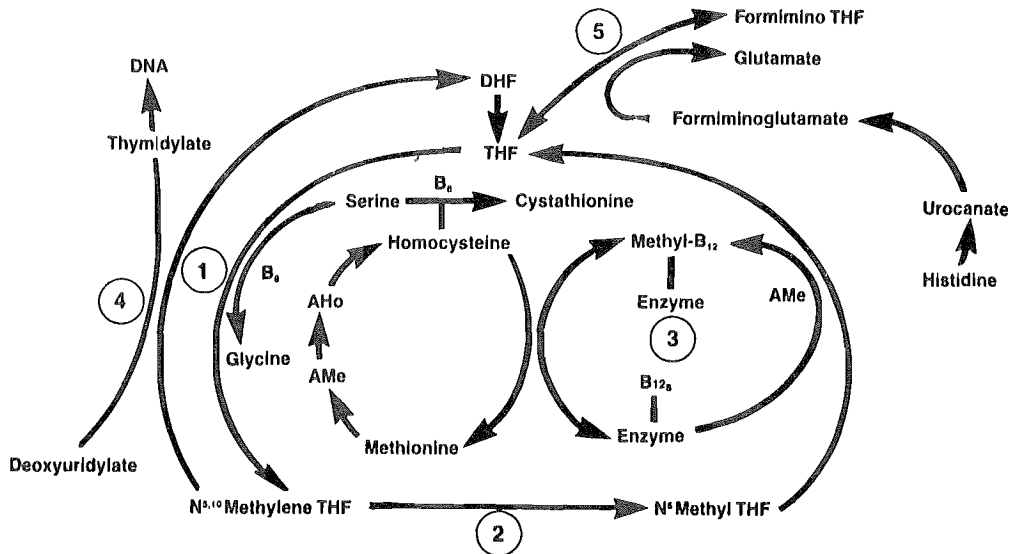 Formimino THF
5
Glutamate
DNA
DHF
Formiminoglutamate
Thymidylate
THF
B₆
Serine
Cystathionine
Urocanate
Homocysteine
Methyl-B₁₂
1
B₆
Histidine
4
AHo
Enzyme
AMe
3
Glycine
AMe
B₁₂ₛ
Methionine
Enzyme
Deoxyuridylate
N⁵,¹⁰ Methylene THF
N⁵ Methyl THF
2